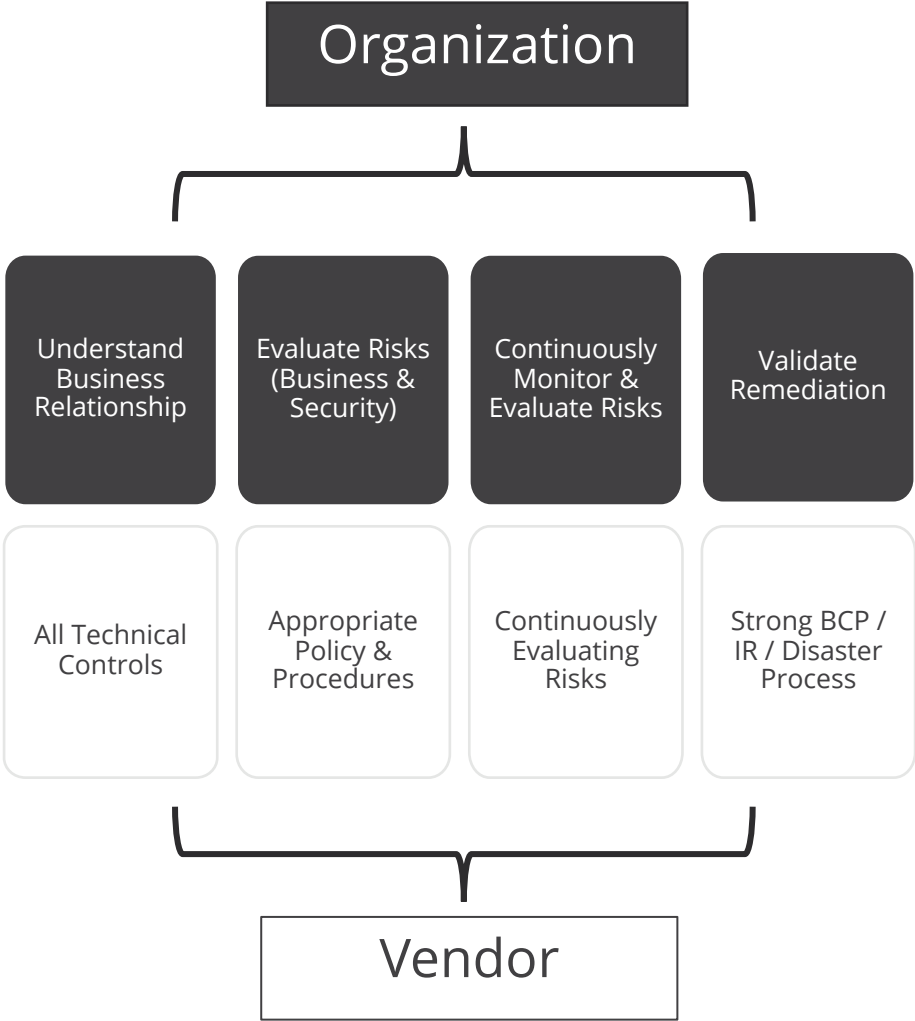 Organization
Understand
Business
Relationship
Evaluate Risks
(Business &
Security)
Continuously
Monitor &
Evaluate Risks
Validate
Remediation
All Technical
Controls
Appropriate
Policy &
Procedures
Continuously
Evaluating
Risks
Strong BCP /
IR / Disaster
Process
Vendor